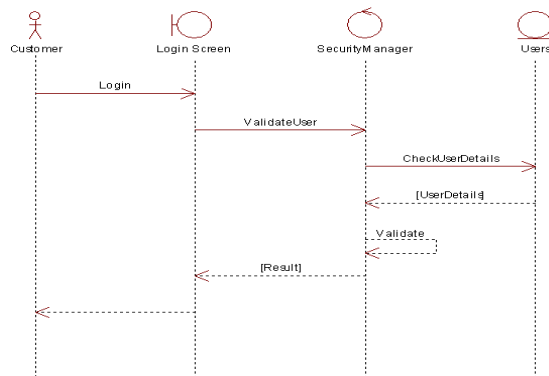 Customer
Login Screen
SecurityManager
Users
Login
ValidateUser
CheckUserDetails
[UserDetails]
Validate
[Result]